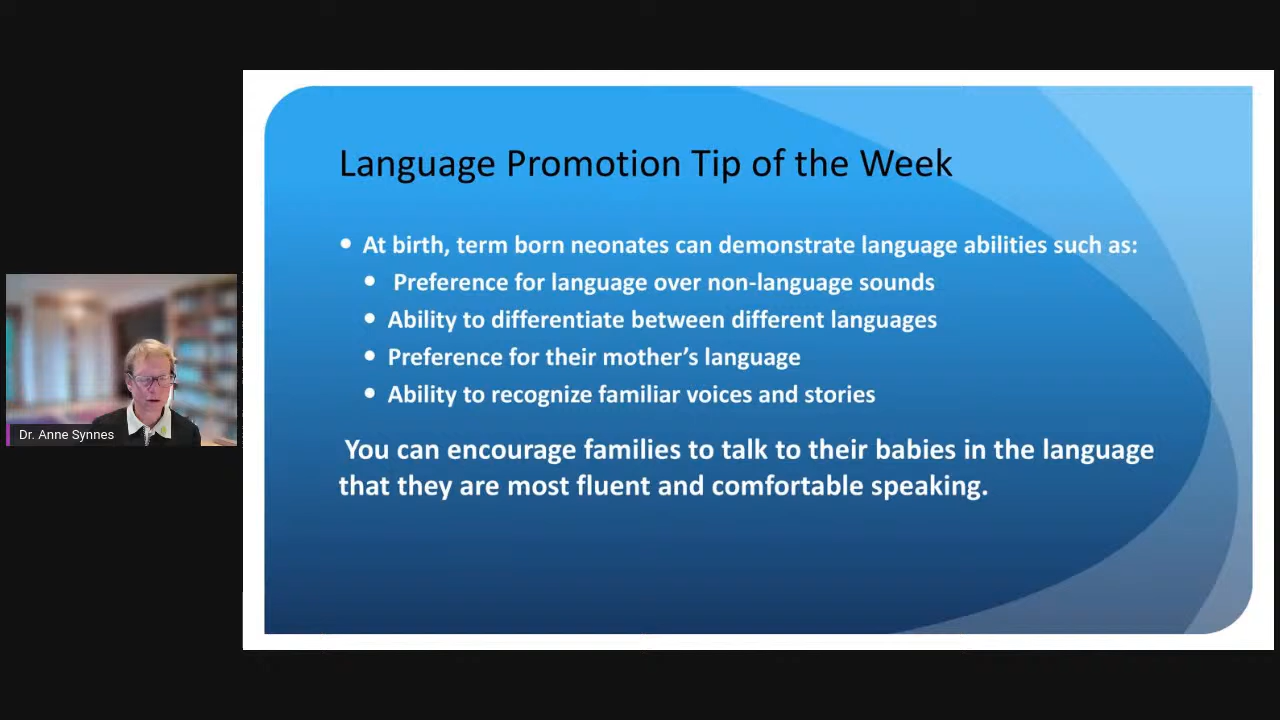 Language Promotion Tip of the Week
• At birth, term born neonates can demonstrate language abilities such as:
• Preference for language over non-language sounds
• Ability to differentiate between different languages
• Preference for their mother’s language
• Ability to recognize familiar voices and stories
You can encourage families to talk to their babies in the language
that they are most fluent and comfortable speaking.
Dr. Anne Synnes